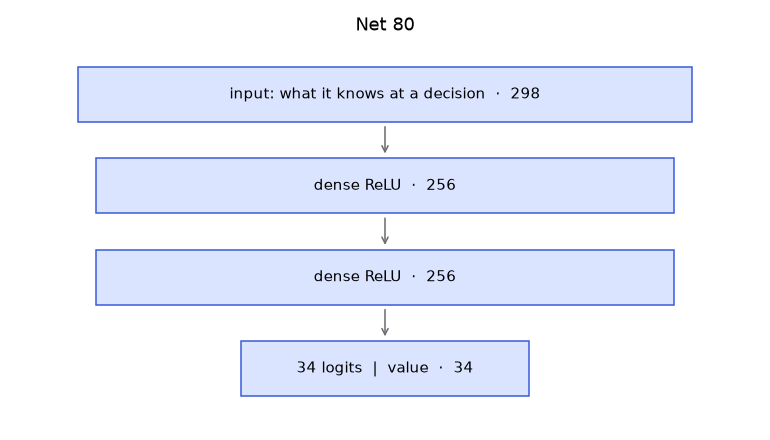 Net 80
input: what it knows at a decision · 298
dense ReLU · 256
dense ReLU · 256
34 logits | value · 34